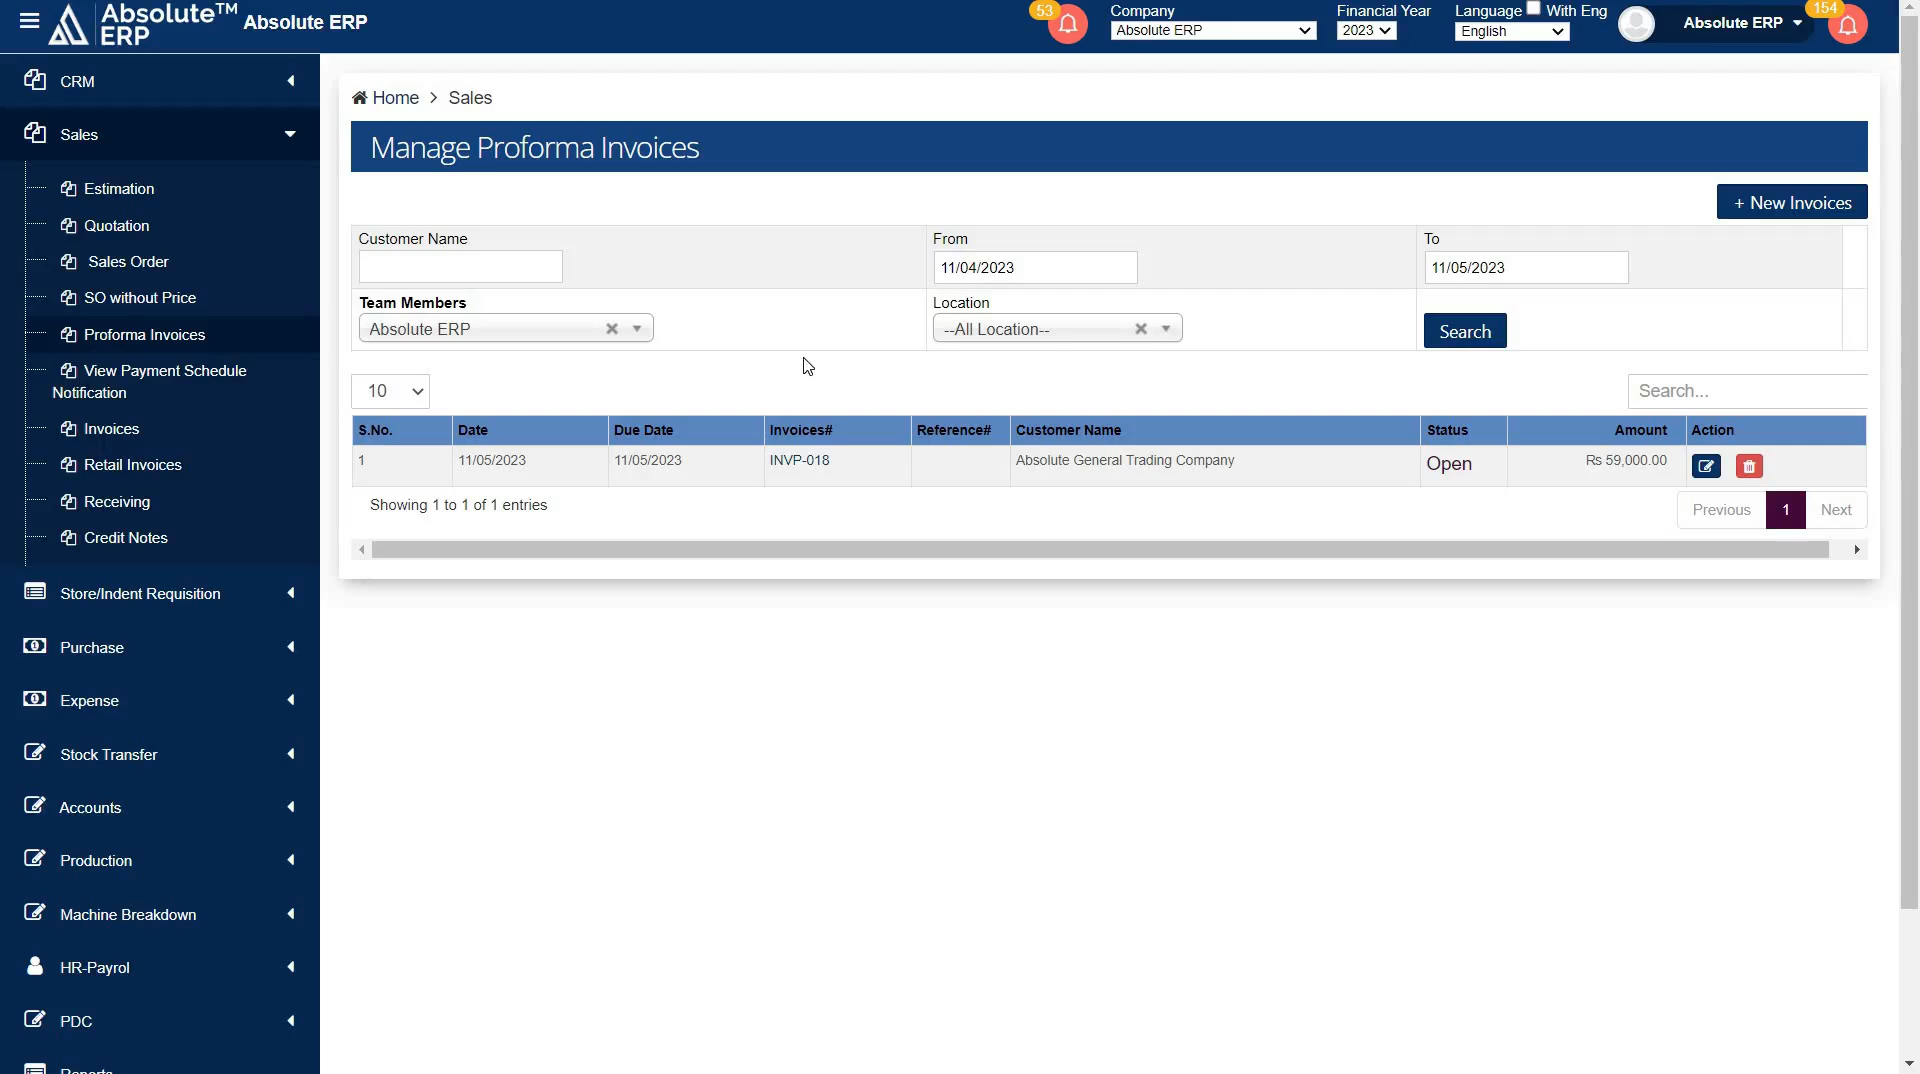 53
154
Absolute™
ERP
Absolute ERP
Company
Absolute ERP
Financial Year
2023
Language With Eng
English
Absolute ERP
CRM
Sales
Estimation
Quotation
Sales Order
SO without Price
Proforma Invoices
View Payment Schedule
Notification
Invoices
Retail Invoices
Receiving
Credit Notes
Store/Indent Requisition
Purchase
Expense
Stock Transfer
Accounts
Production
Machine Breakdown
HR-Payrol
PDC
Reports
Home > Sales
Manage Proforma Invoices
+ New Invoices
Customer Name
From
11/04/2023
To
11/05/2023
Team Members
Absolute ERP
Location
--All Location--
Search
10
Search...
S.No. Date Due Date Invoices# Reference# Customer Name Status Amount Action
1 11/05/2023 11/05/2023 INVP-018 Absolute General Trading Company Open Rs 59,000.00
Showing 1 to 1 of 1 entries
Previous 1 Next